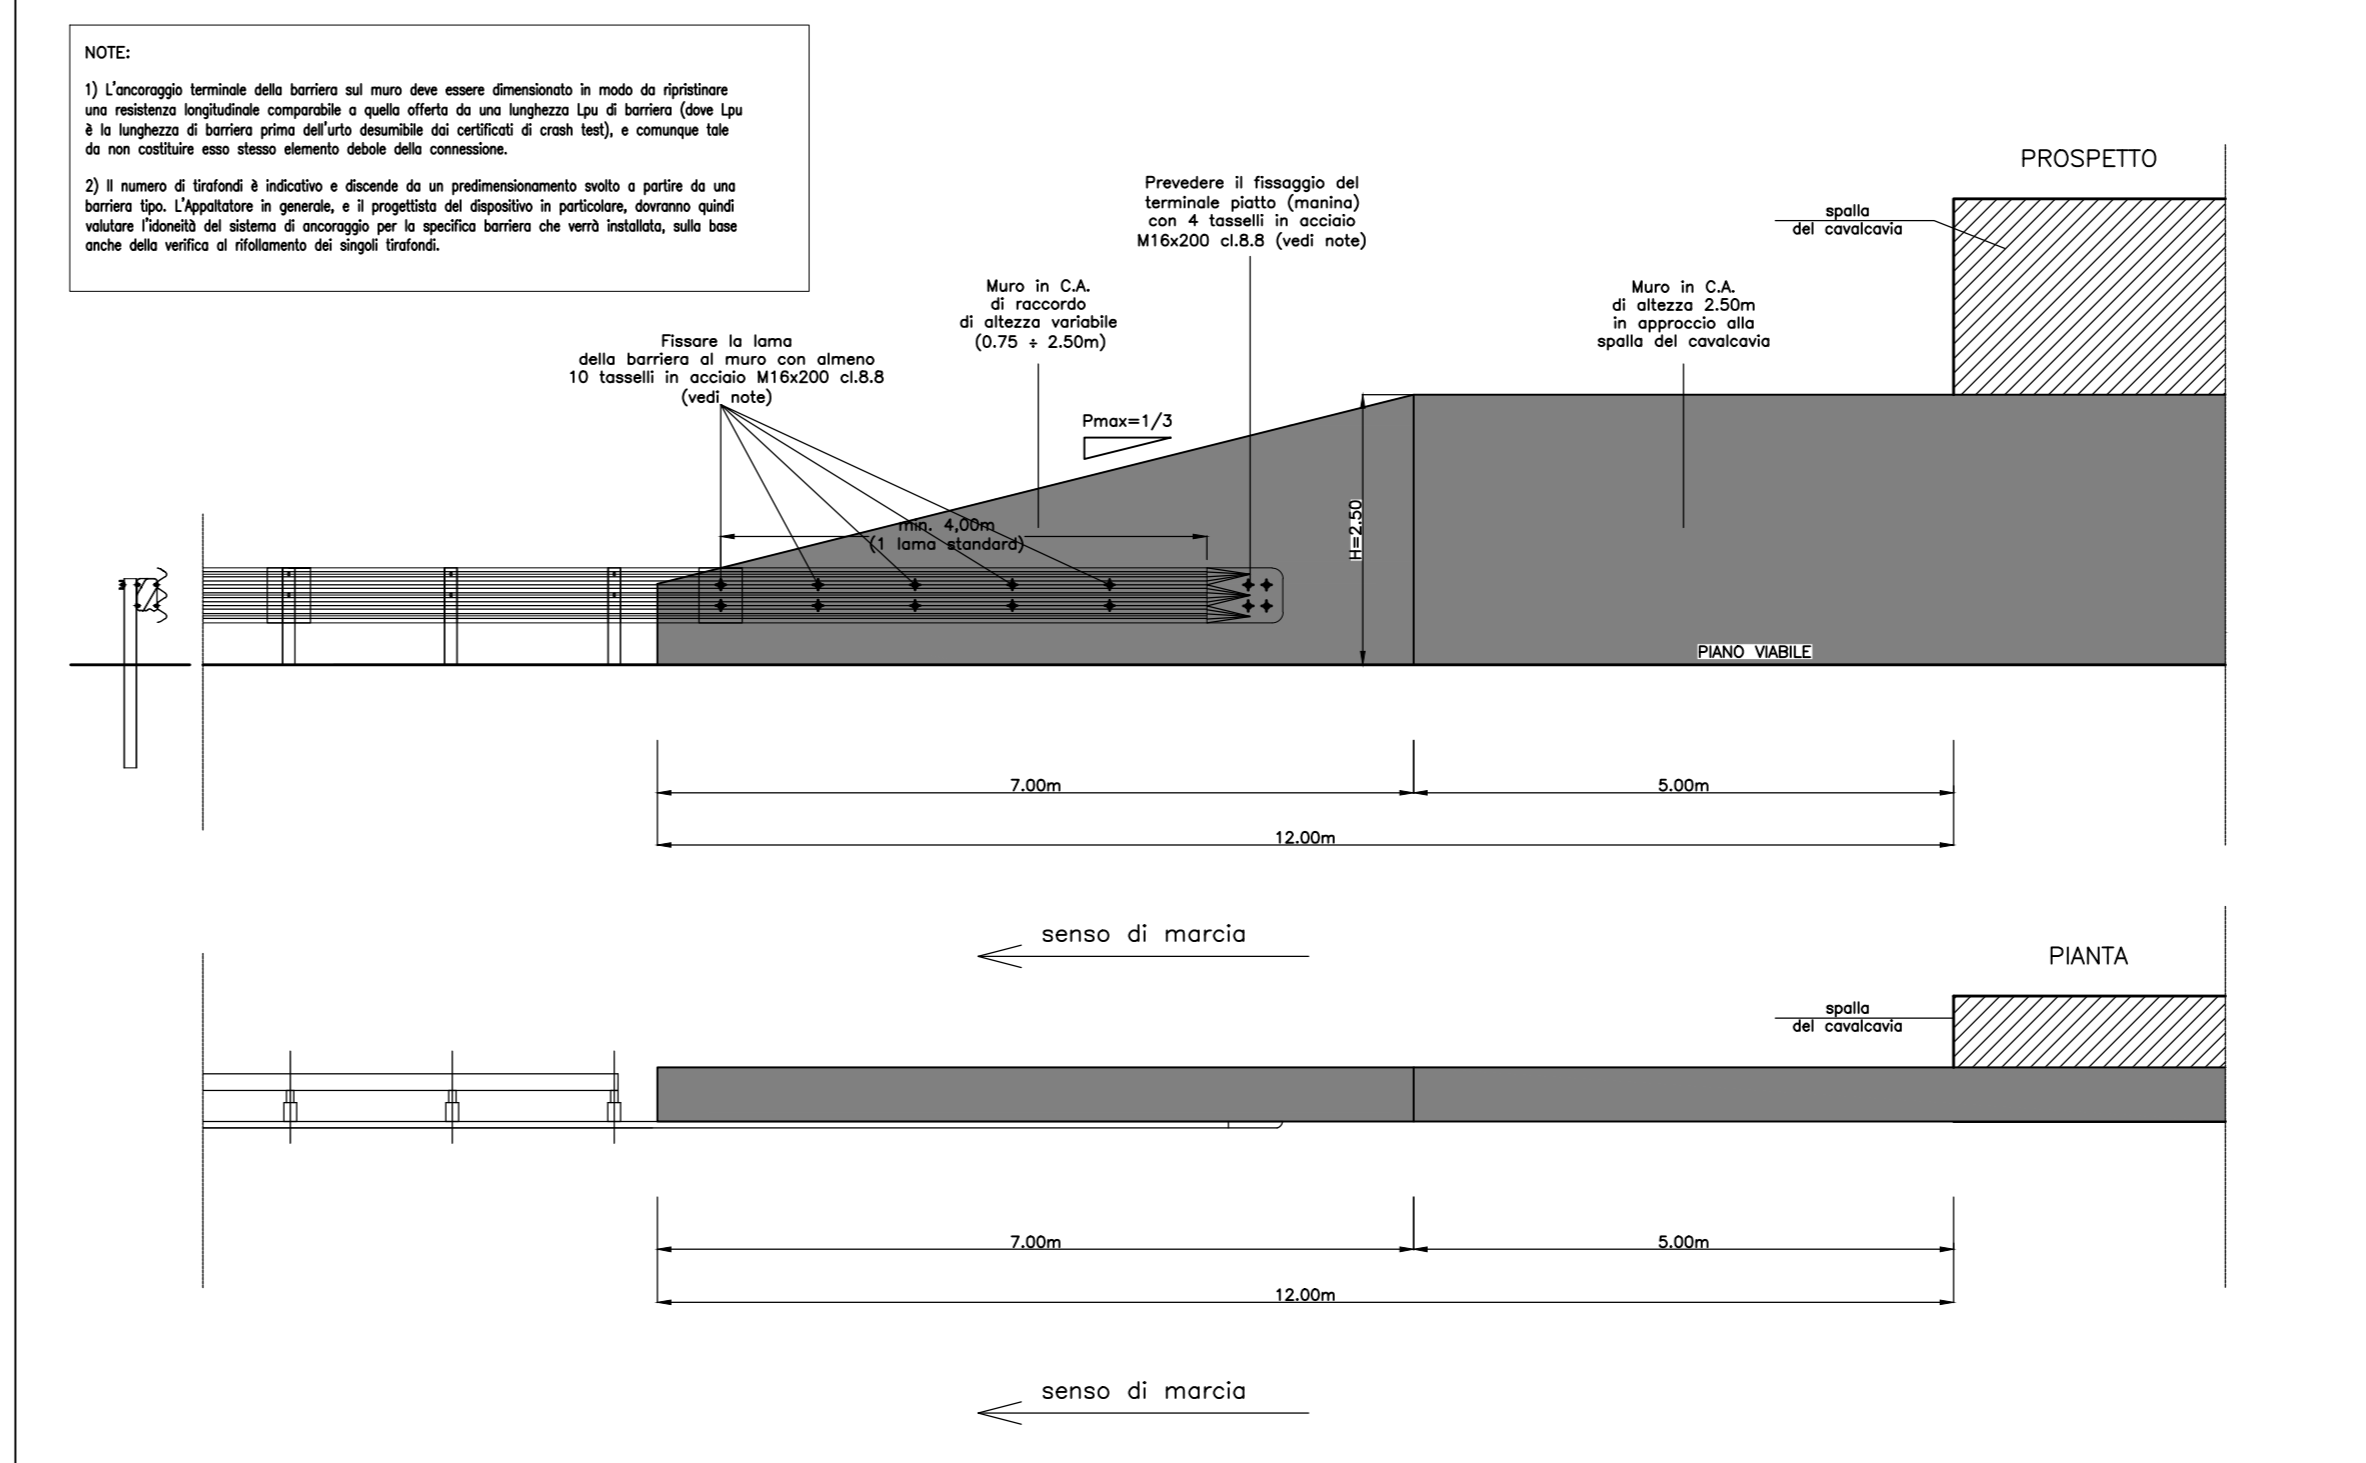 NOTE:
1) L'ancoraggio terminale della barriera sul muro deve essere dimensionato in modo da ripristinare
una resistenza longitudinale comparabile a quella offerta da una lunghezza Lpu di barriera (dove Lpu
è la lunghezza di barriera prima dell'urto desumibile dai certificati di crash test), e comunque tale
da non costituire esso stesso elemento debole della connessione.
2) Il numero di tirafondi è indicativo e discende da un predimensionamento svolto a partire da una
barriera tipo. L'Appaltatore in generale, e il progettista del dispositivo in particolare, dovranno quindi
valutare l'idoneità del sistema di ancoraggio per la specifica barriera che verrà installata, sulla base
anche della verifica al rifollamento dei singoli tirafondi.
PROSPETTO
Prevedere il fissaggio del
terminale piatto (manina)
con 4 tasselli in acciaio
M16x200 cl.8.8 (vedi note)
spalla
del cavalcavia
Muro in C.A.
di raccordo
di altezza variabile
(0.75 ÷ 2.50m)
Muro in C.A.
di altezza 2.50m
in approccio alla
spalla del cavalcavia
Fissare la lama
della barriera al muro con almeno
10 tasselli in acciaio M16x200 cl.8.8
(vedi note)
Pmax=1/3
min. 4,00m
(1 lama standard)
H=2.50
PIANO VIABILE
7.00m
5.00m
12.00m
senso di marcia
PIANTA
spalla
del cavalcavia
7.00m
5.00m
12.00m
senso di marcia